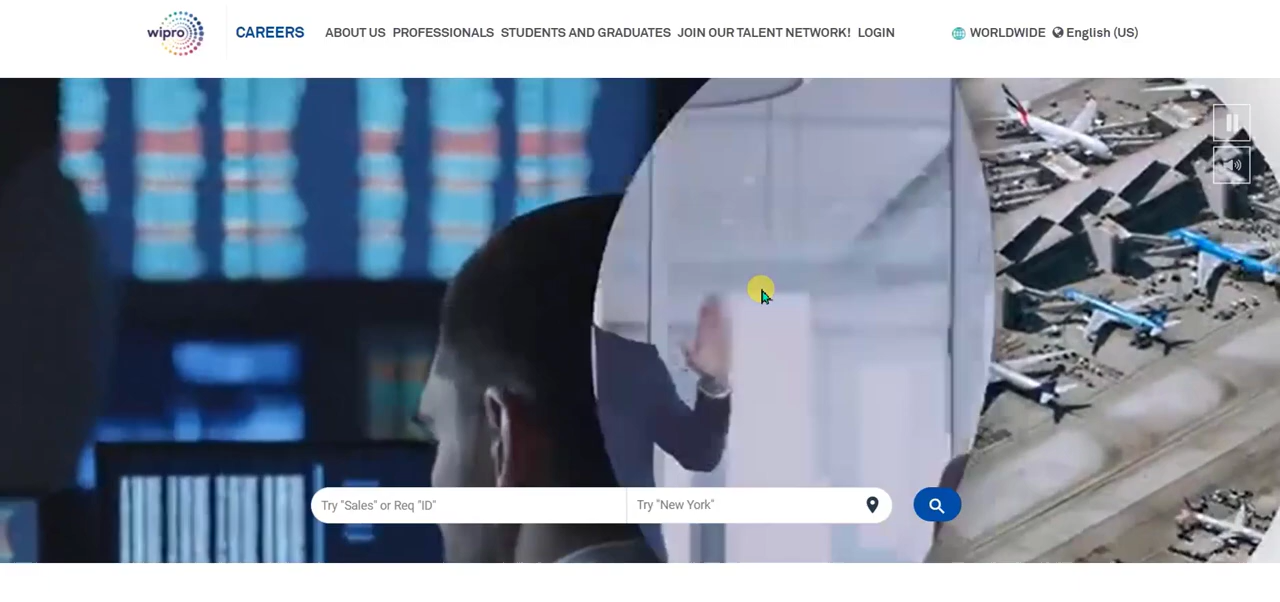 wipro
CAREERS
ABOUT US PROFESSIONALS STUDENTS AND GRADUATES JOIN OUR TALENT NETWORK! LOGIN
WORLDWIDE English (US)
Try "Sales" or Req "ID"
Try "New York"